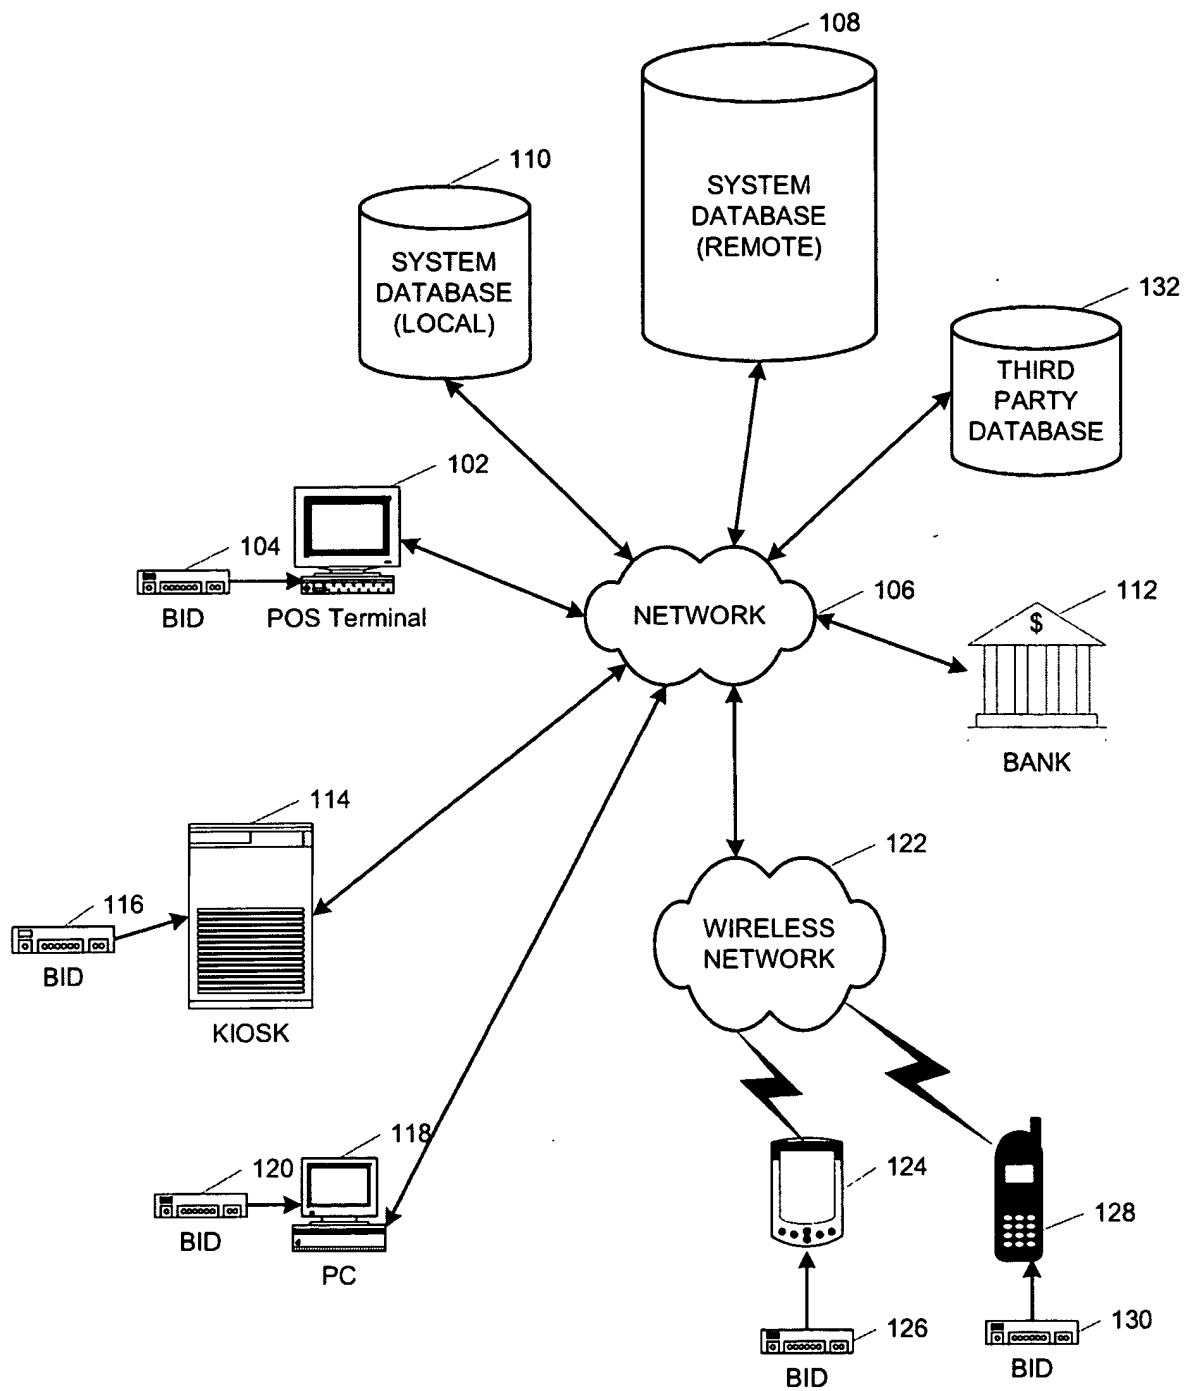 108
110
SYSTEM
DATABASE
(REMOTE)
SYSTEM
DATABASE
(LOCAL)
132
THIRD
PARTY
DATABASE
102
104
BID
POS Terminal
NETWORK
106
112
$
BANK
114
116
BID
KIOSK
122
WIRELESS
NETWORK
118
120
BID
PC
124
128
126
BID
130
BID